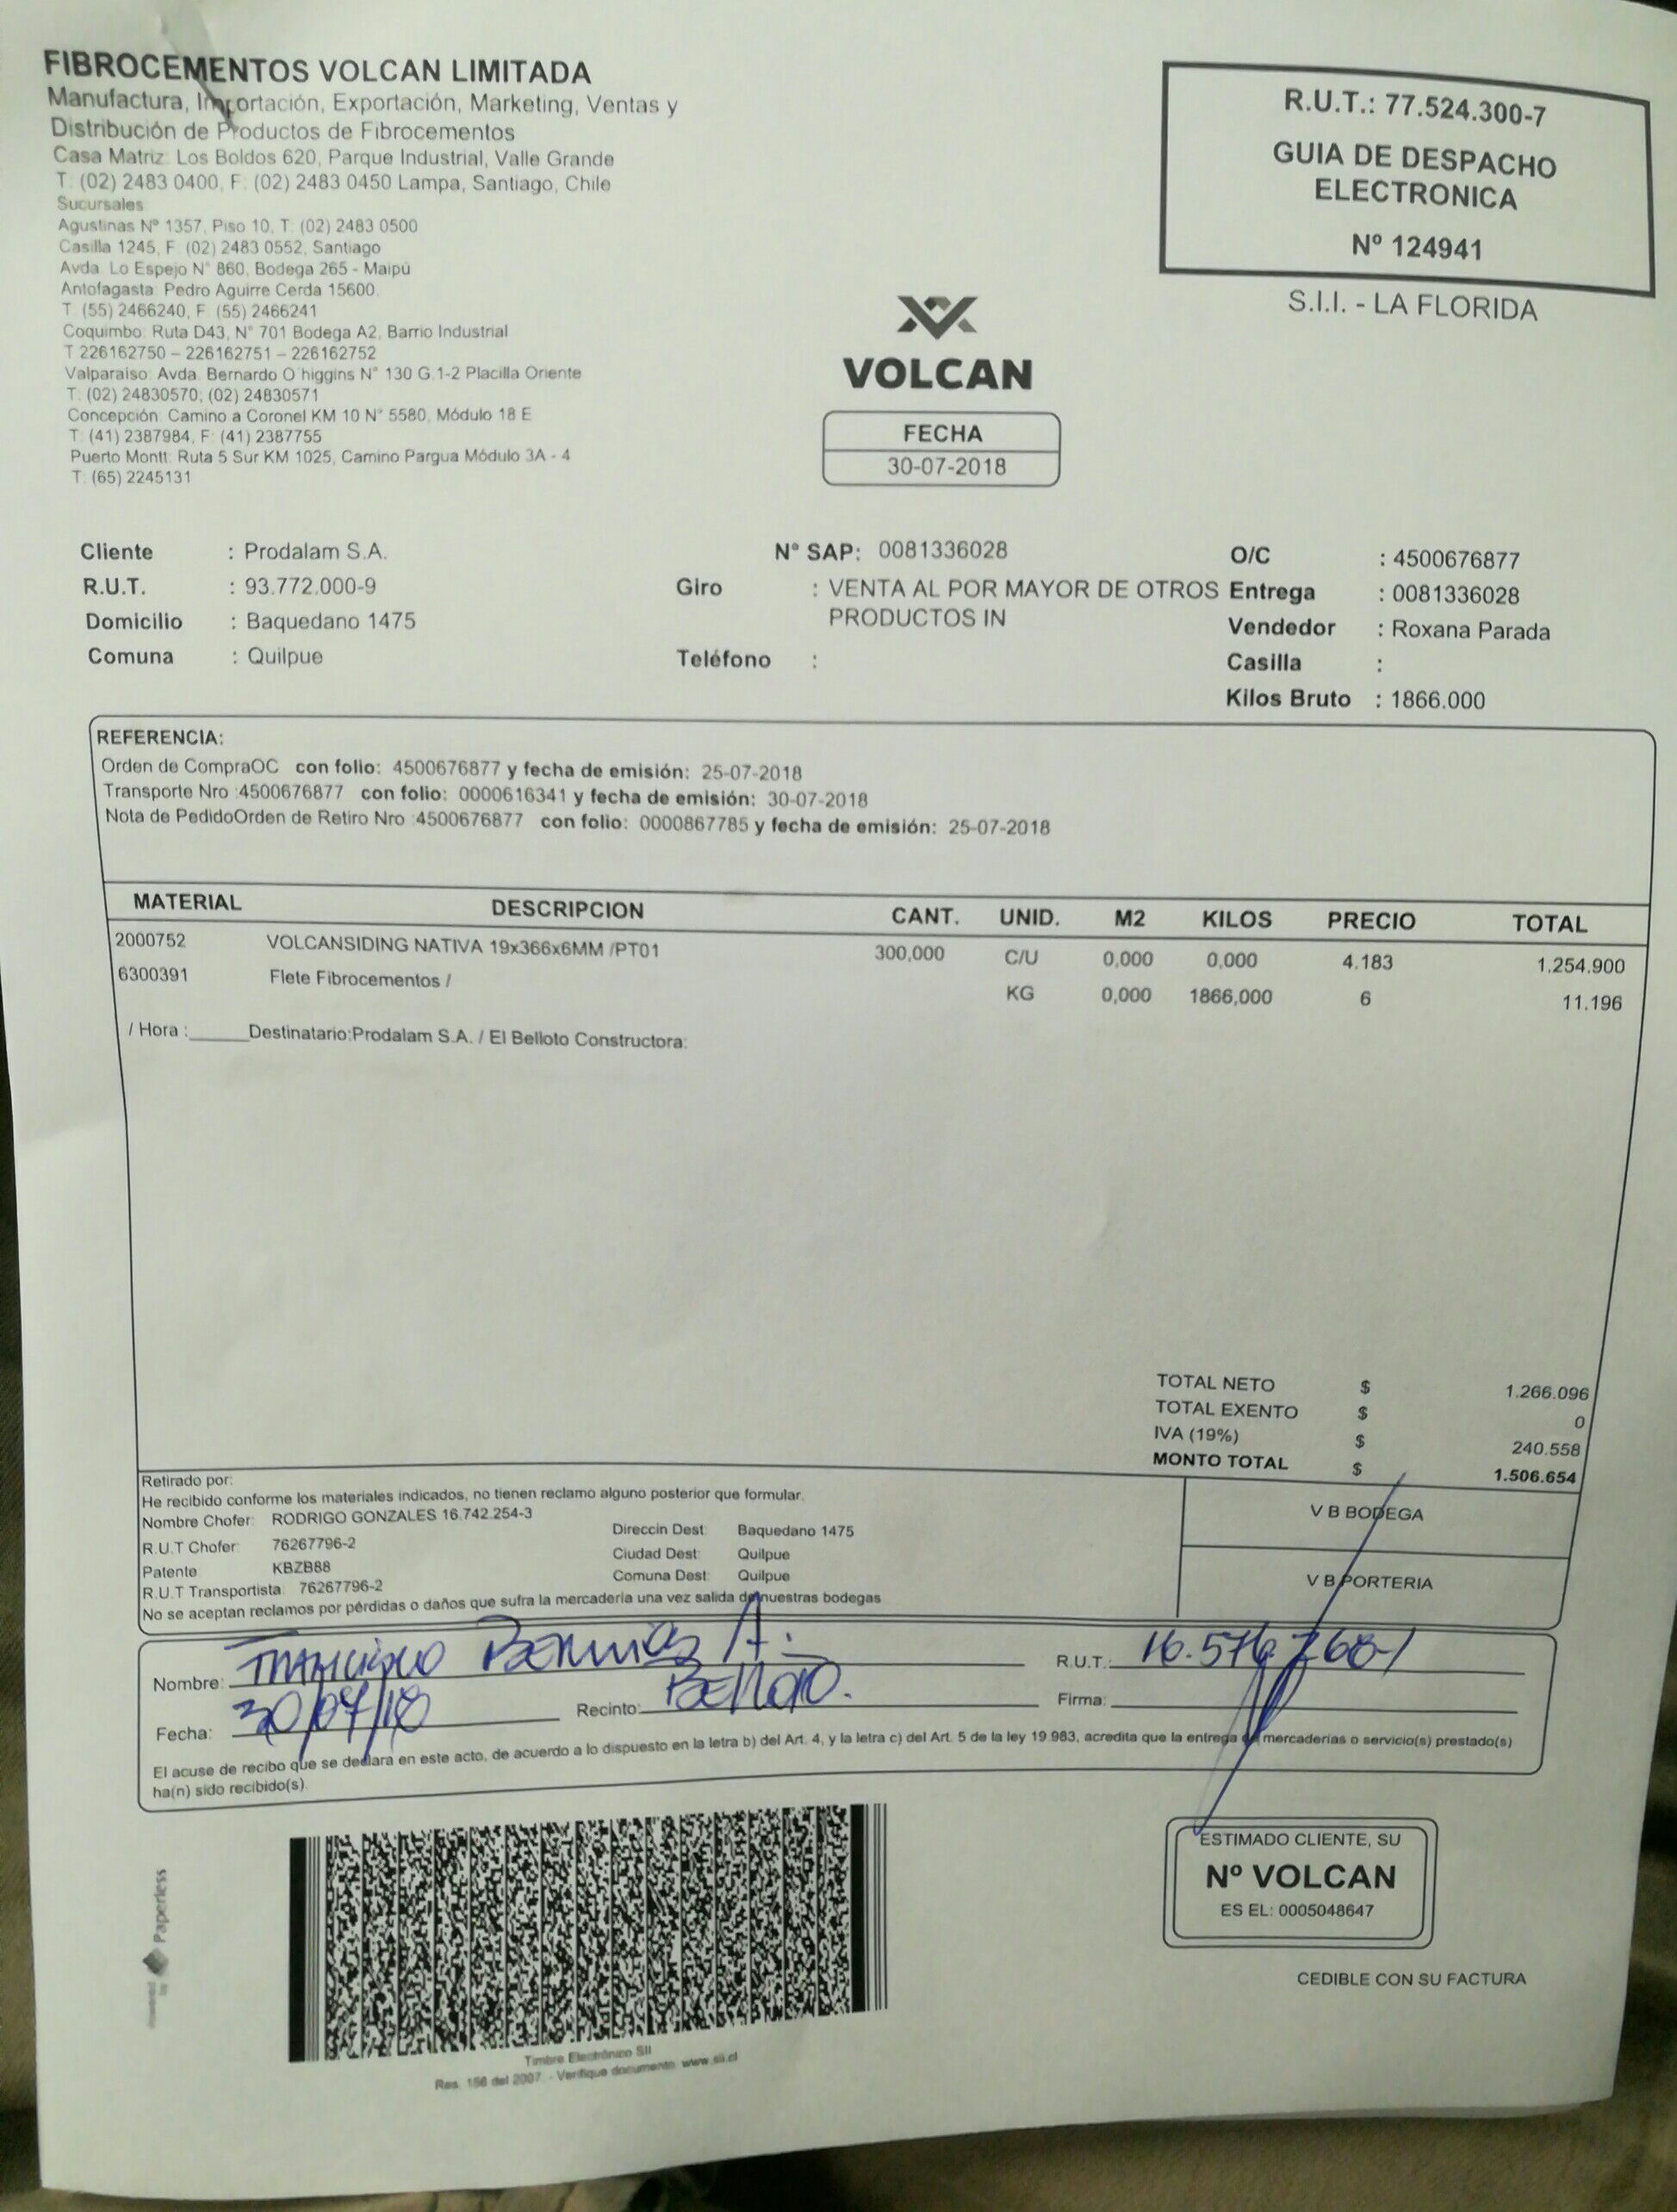 FIBROCEMENTOS VOLCAN LIMITADA
Manufactura, Importación, Exportación, Marketing, Ventas y
Distribución de Productos de Fibrocementos
Casa Matriz: Los Boldos 620, Parque Industrial, Valle Grande
T: (02) 2483 0400, F: (02) 2483 0450 Lampa, Santiago, Chile
Sucursales
Agustinas Nº 1357, Piso 10, T: (02) 2483 0500
Casilla 1245, F: (02) 2483 0552, Santiago
Avda. Lo Espejo N° 860, Bodega 265 - Maipú
Antofagasta: Pedro Aguirre Cerda 15600.
T: (55) 2466240, F: (55) 2466241
Coquimbo: Ruta D43, N° 701 Bodega A2, Barrio Industrial
T 226162750 – 226162751 – 226162752
Valparaiso: Avda. Bernardo O´higgins N° 130 G.1-2 Placilla Oriente
T: (02) 24830570; (02) 24830571
Concepción: Camino a Coronel KM 10 N° 5580, Módulo 18 E
T: (41) 2387984, F: (41) 2387755
Puerto Montt: Ruta 5 Sur KM 1025, Camino Pargua Módulo 3A - 4
T: (65) 2245131
R.U.T.: 77.524.300-7
GUIA DE DESPACHO
ELECTRONICA
Nº 124941
S.I.I. - LA FLORIDA
VOLCAN
FECHA
30-07-2018
Cliente : Prodalam S.A.
R.U.T. : 93.772.000-9
Domicilio : Baquedano 1475
Comuna : Quilpue
N° SAP: 0081336028
Giro : VENTA AL POR MAYOR DE OTROS
PRODUCTOS IN
Teléfono :
O/C : 4500676877
Entrega : 0081336028
Vendedor : Roxana Parada
Casilla :
Kilos Bruto : 1866.000
REFERENCIA:
Orden de CompraOC con folio: 4500676877 y fecha de emisión: 25-07-2018
Transporte Nro :4500676877 con folio: 0000616341 y fecha de emisión: 30-07-2018
Nota de PedidoOrden de Retiro Nro :4500676877 con folio: 0000867785 y fecha de emisión: 25-07-2018
MATERIAL DESCRIPCION CANT. UNID. M2 KILOS PRECIO TOTAL
2000752 VOLCANSIDING NATIVA 19x366x6MM /PT01 300,000 C/U 0,000 0,000 4.183 1.254.900
6300391 Flete Fibrocementos / KG 0,000 1866,000 6 11.196
/ Hora :______Destinatario:Prodalam S.A. / El Belloto Constructora:
TOTAL NETO $ 1.266.096
TOTAL EXENTO $ 0
IVA (19%) $ 240.558
MONTO TOTAL $ 1.506.654
Retirado por:
He recibido conforme los materiales indicados, no tienen reclamo alguno posterior que formular.
Nombre Chofer: RODRIGO GONZALES 16.742.254-3
R.U.T Chofer: 76267796-2
Patente: KBZB88
R.U.T Transportista: 76267796-2
Direccin Dest: Baquedano 1475
Ciudad Dest: Quilpue
Comuna Dest: Quilpue
No se aceptan reclamos por pérdidas o daños que sufra la mercadería una vez salida de nuestras bodegas
V B BODEGA
V B PORTERIA
Nombre: A.
R.U.T.: 16.576.768-1
Fecha: 30/07/18
Recinto: Belloto.
Firma:
El acuse de recibo que se declara en este acto, de acuerdo a lo dispuesto en la letra b) del Art. 4, y la letra c) del Art. 5 de la ley 19.983, acredita que la entrega de mercaderías o servicio(s) prestado(s)
ha(n) sido recibido(s).
Paperless
Timbre Electrónico SII
Res. 156 del 2007 - Verifique documento: www.sii.cl
ESTIMADO CLIENTE, SU
Nº VOLCAN
ES EL: 0005048647
CEDIBLE CON SU FACTURA